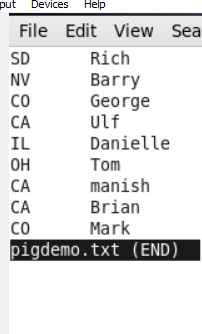 put Devices Help
File Edit View Sea
SD Rich
NV Barry
CO George
CA Ulf
IL Danielle
OH Tom
CA manish
CA Brian
CO Mark
pigdemo.txt (END)